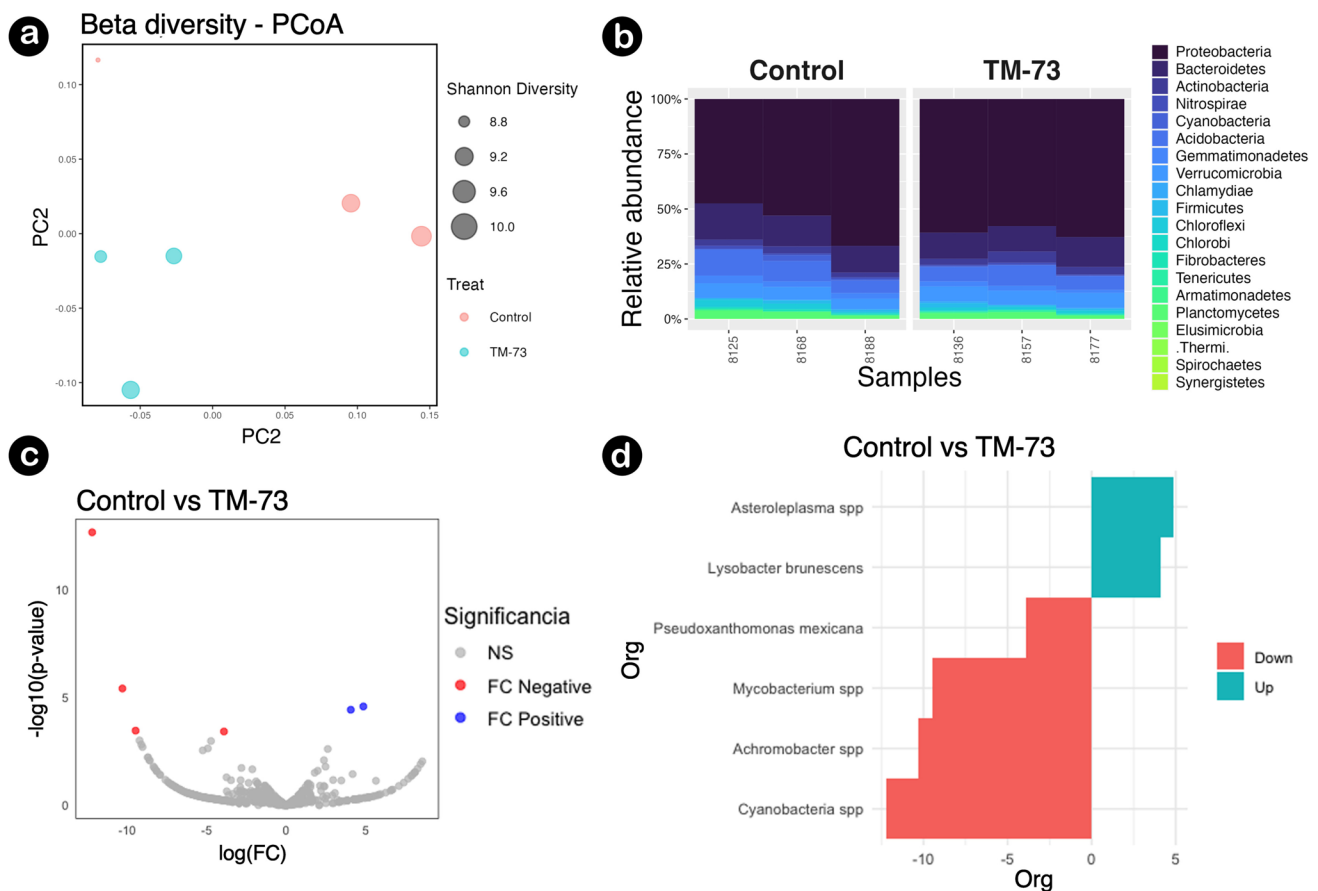 a
Beta diversity - PCoA
PC2
0.10
0.05
0.00
-0.05
-0.10
-0.05
0.00
0.05
0.10
0.15
PC2
Shannon Diversity
8.8
9.2
9.6
10.0
Treat
Control
TM-73
b
Control
TM-73
Relative abundance
100%
75%
50%
25%
0%
8125
8168
8188
8136
8157
8177
Samples
Proteobacteria
Bacteroidetes
Actinobacteria
Nitrospirae
Cyanobacteria
Acidobacteria
Gemmatimonadetes
Verrucomicrobia
Chlamydiae
Firmicutes
Chloroflexi
Chlorobi
Fibrobacteres
Tenericutes
Armatimonadetes
Planctomycetes
Elusimicrobia
.Thermi.
Spirochaetes
Synergistetes
c
Control vs TM-73
-log10(p-value)
10
5
0
-10
-5
0
5
log(FC)
Significancia
NS
FC Negative
FC Positive
d
Control vs TM-73
Org
Asteroleplasma spp
Lysobacter brunescens
Pseudoxanthomonas mexicana
Mycobacterium spp
Achromobacter spp
Cyanobacteria spp
-10
-5
0
5
Org
Down
Up